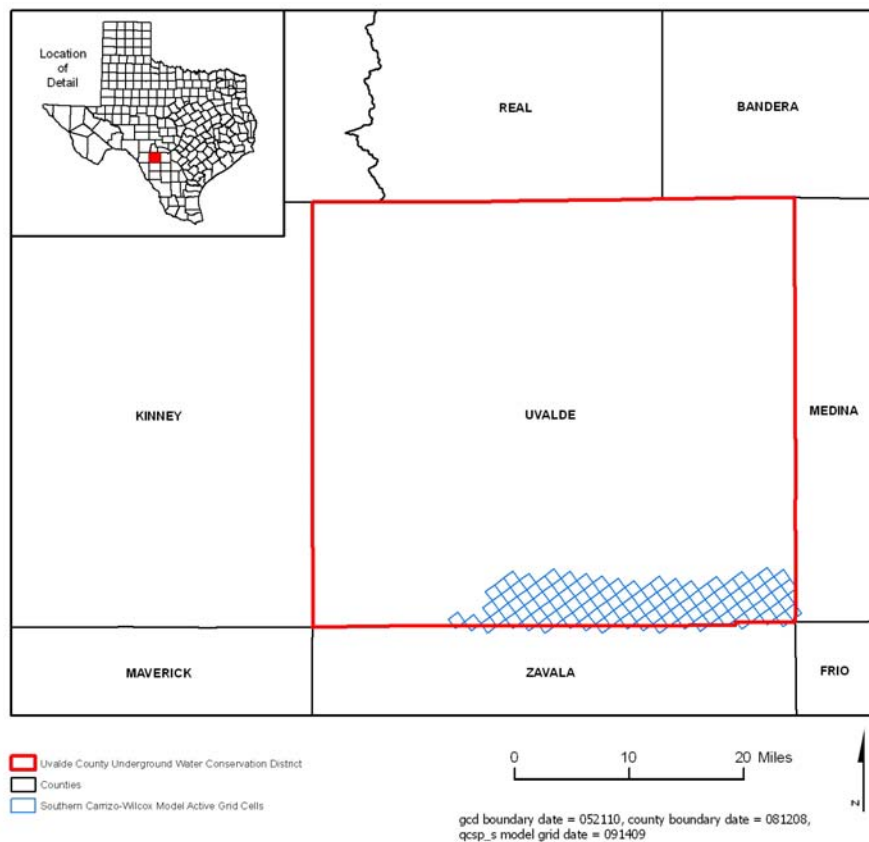 Location
of
Detail
REAL
BANDERA
KINNEY
UVALDE
MEDINA
MAVERICK
ZAVALA
FRIO
Uvalde County Underground Water Conservation District
Counties
Southern Carrizo-Wilcox Model Active Grid Cells
0 10 20 Miles
N
gcd boundary date = 052110, county boundary date = 081208,
qcsp_s model grid date = 091409